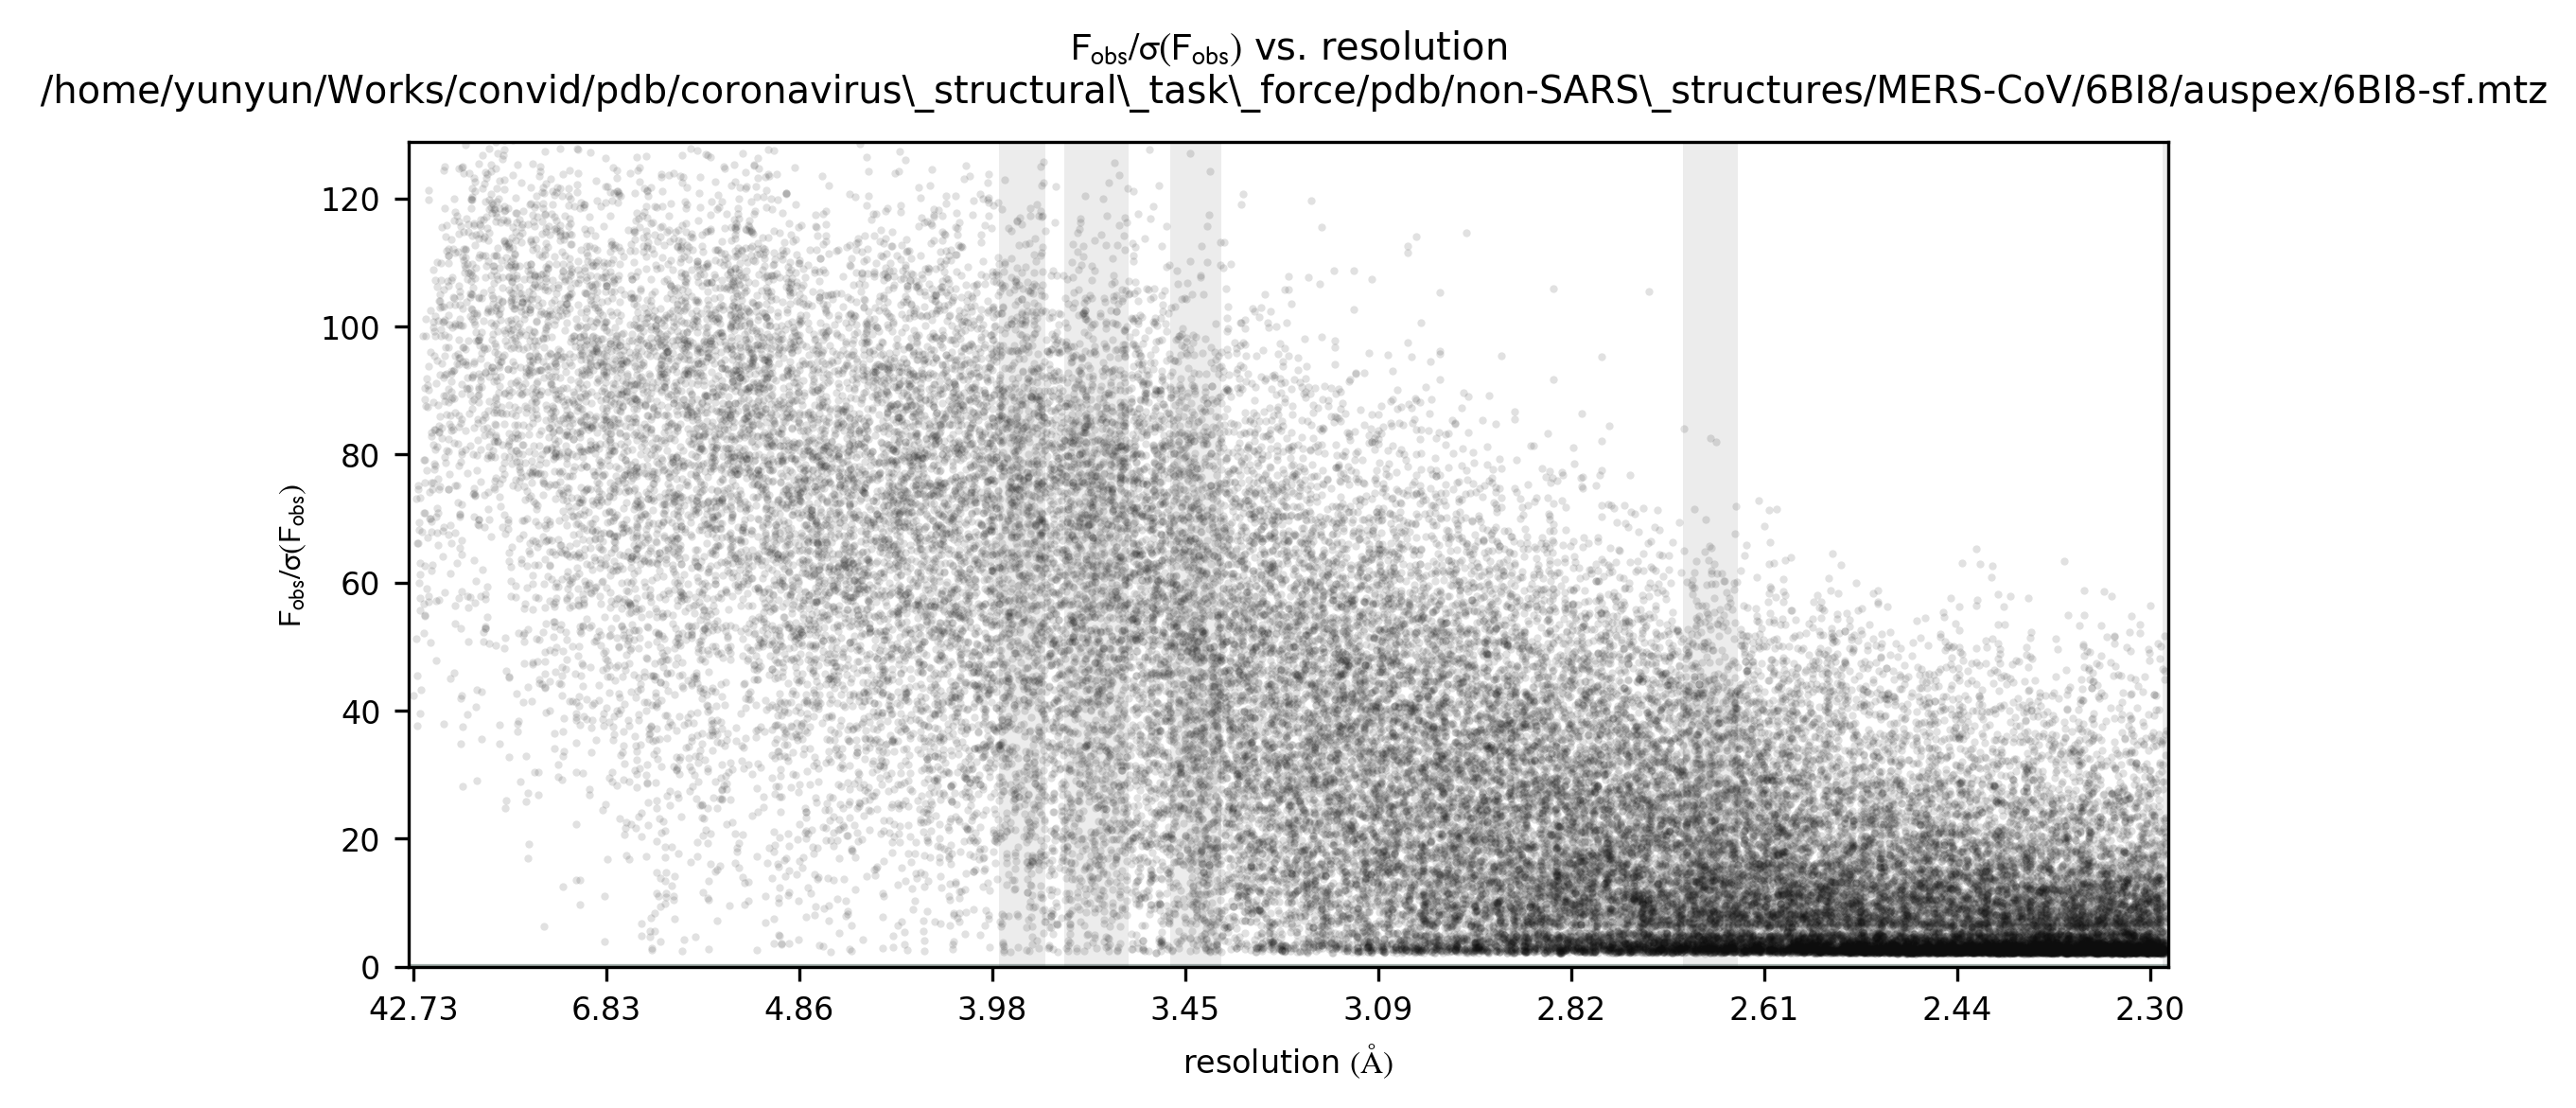 Fobs/σ(Fobs) vs. resolution
/home/yunyun/Works/convid/pdb/coronavirus\_structural\_task\_force/pdb/non-SARS\_structures/MERS-CoV/6BI8/auspex/6BI8-sf.mtz
Fobs/σ(Fobs)
120
100
80
60
40
20
0
42.73 6.83 4.86 3.98 3.45 3.09 2.82 2.61 2.44 2.30
resolution (Å)